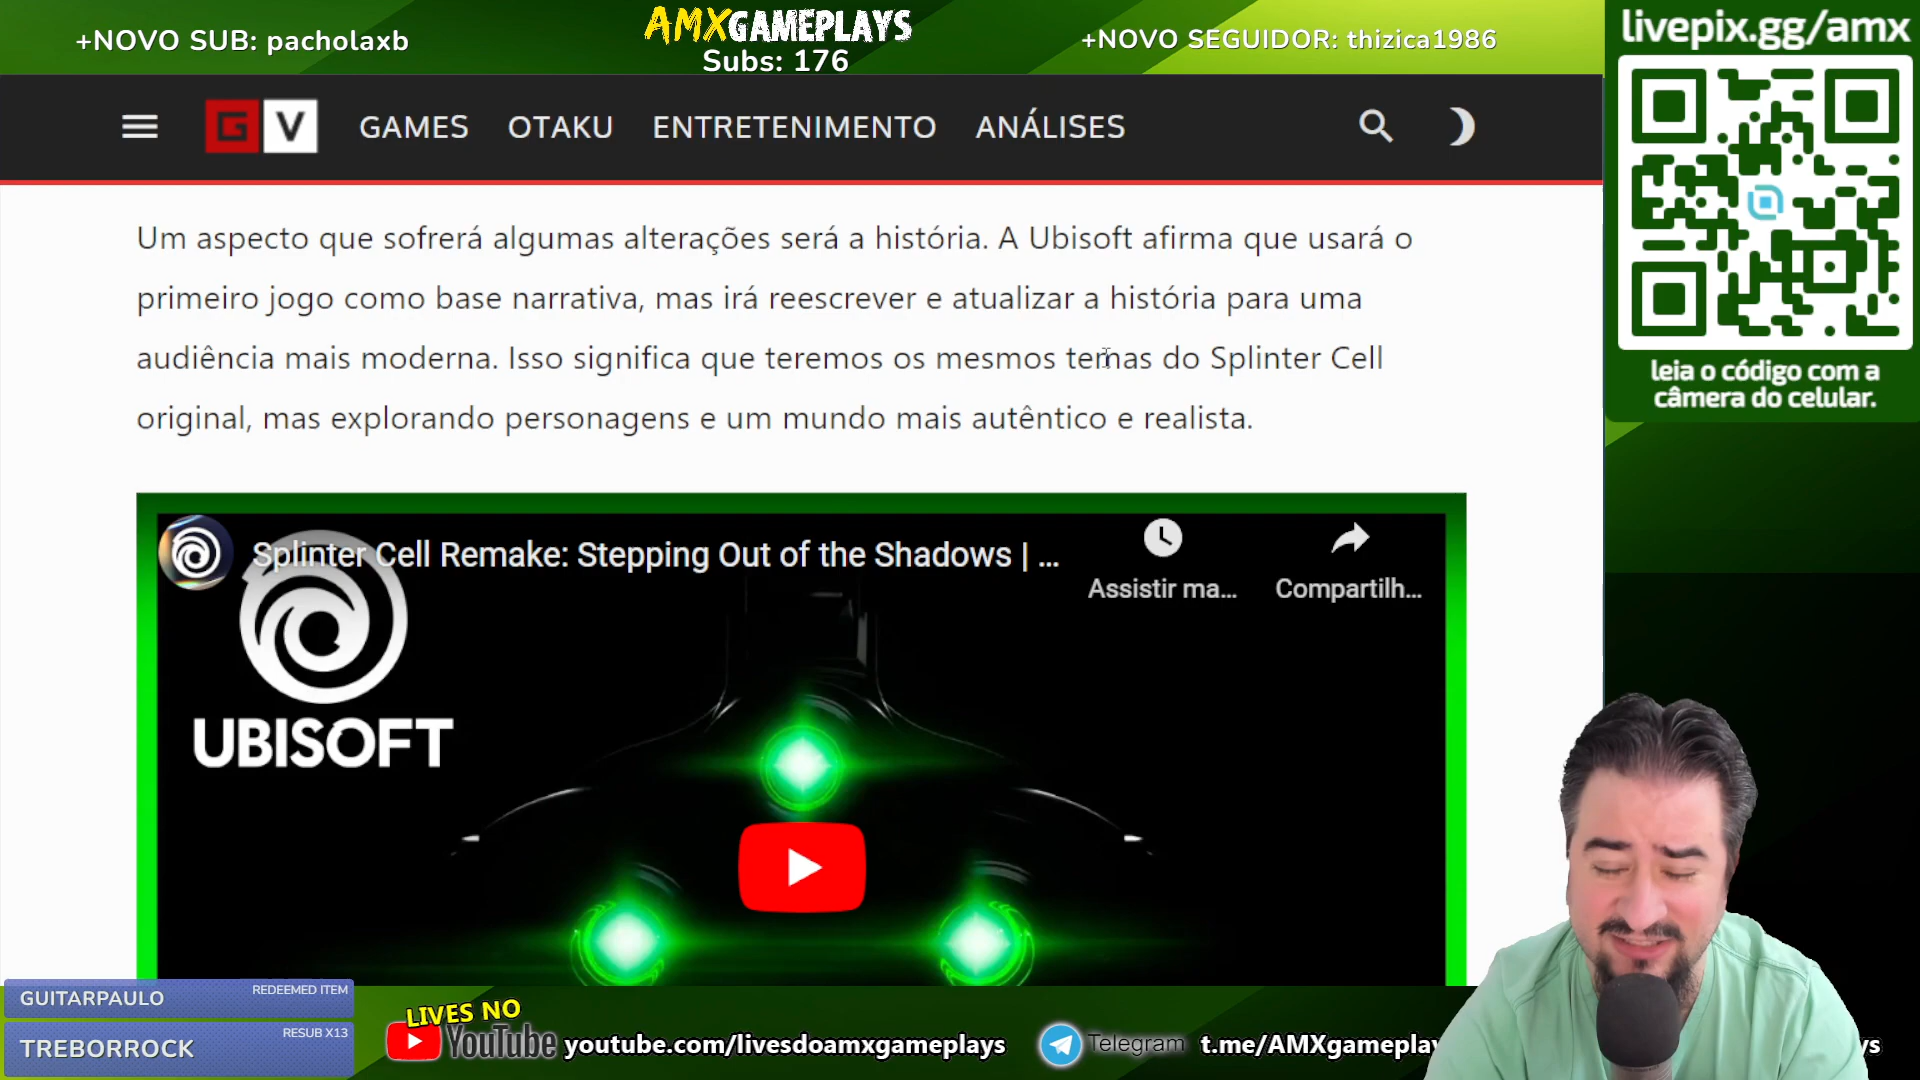 +NOVO SUB: pacholaxb
AMXGAMEPLAYS
Subs: 176
+NOVO SEGUIDOR: thizica1986
livepix.gg/amx
GV
GAMES
OTAKU
ENTRETENIMENTO
ANÁLISES
leia o código com a
câmera do celular.
Um aspecto que sofrerá algumas alterações será a história. A Ubisoft afirma que usará o
primeiro jogo como base narrativa, mas irá reescrever e atualizar a história para uma
audiência mais moderna. Isso significa que teremos os mesmos temas do Splinter Cell
original, mas explorando personagens e um mundo mais autêntico e realista.
Splinter Cell Remake: Stepping Out of the Shadows | ...
Assistir ma...
Compartilh...
UBISOFT
GUITARPAULO
REDEEMED ITEM
TREBORROCK
RESUB X13
LIVES NO
YouTube
youtube.com/livesdoamxgameplays
Telegram
t.me/AMXgameplay